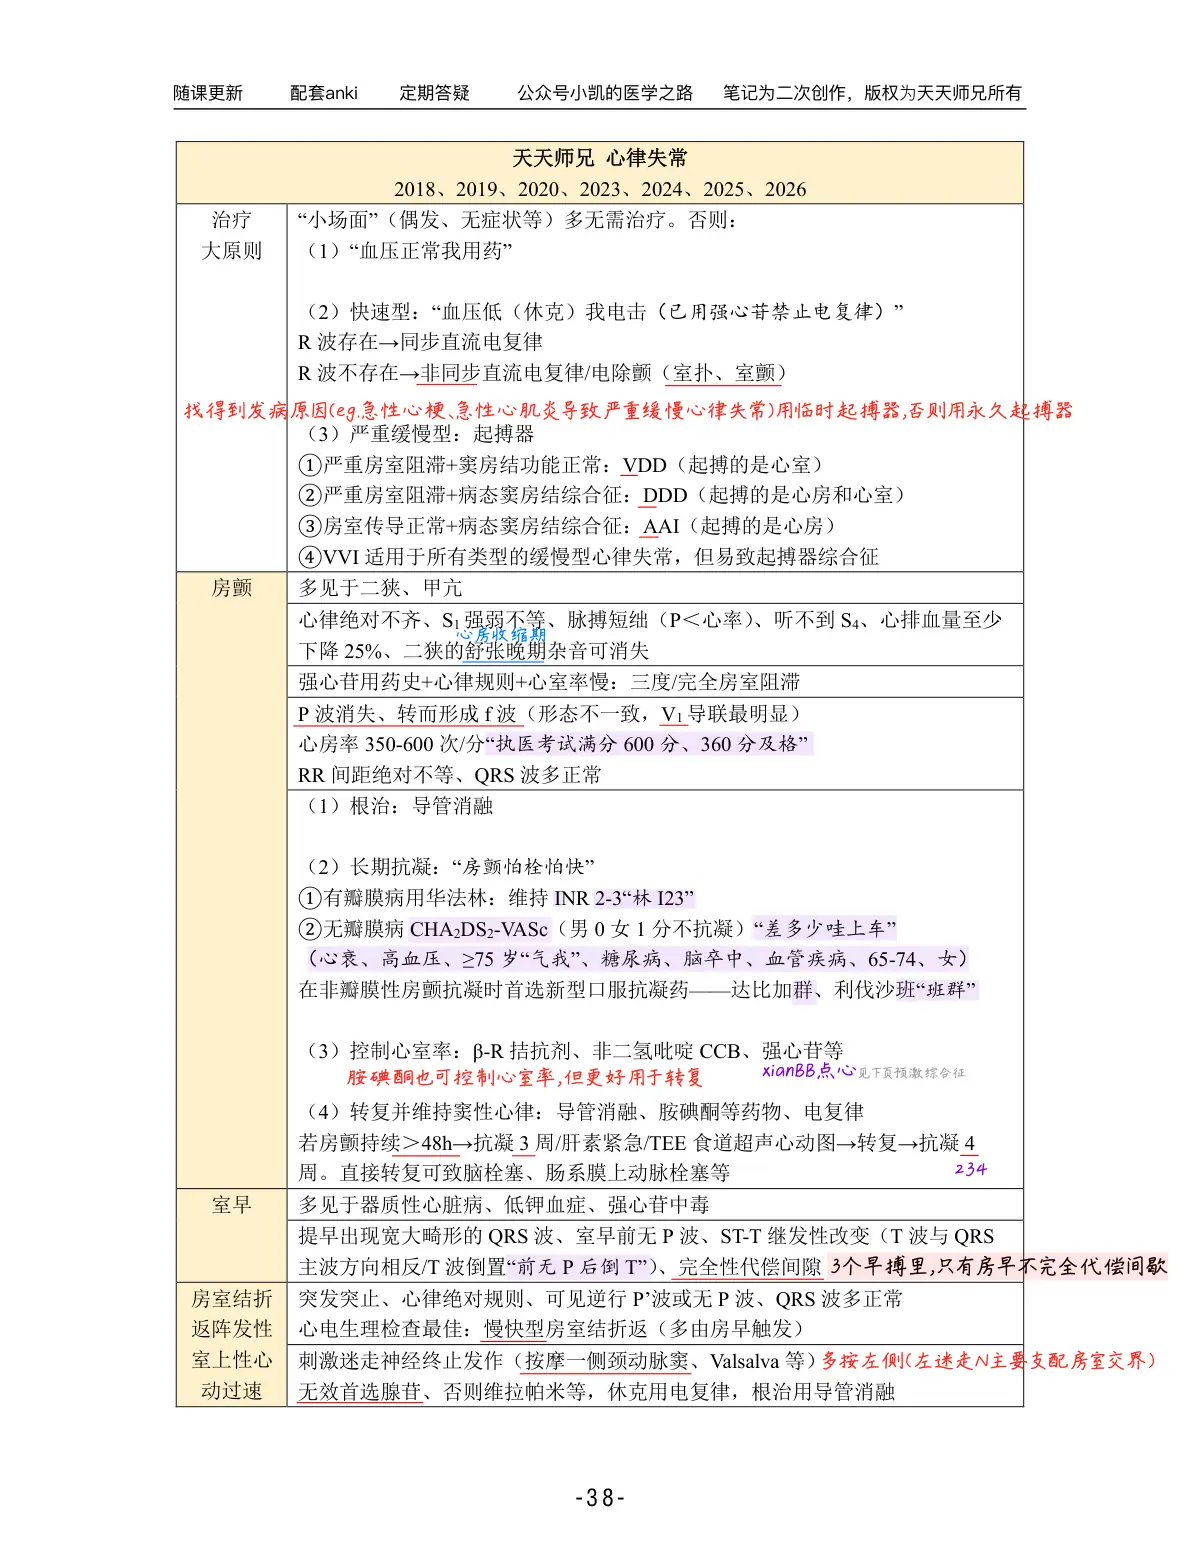 随课更新 配套anki 定期答疑 公众号小凯的医学之路 笔记为二次创作，版权为天天师兄所有
天天师兄 心律失常
2018、2019、2020、2023、2024、2025、2026
治疗
大原则
“小场面”（偶发、无症状等）多无需治疗。否则：
（1）“血压正常我用药”
（2）快速型：“血压低（休克）我电击（已用强心苷禁止电复律）”
R 波存在→同步直流电复律
R 波不存在→非同步直流电复律/电除颤（室扑、室颤）
找得到发病原因(eg.急性心梗、急性心肌炎导致严重缓慢心律失常)用临时起搏器,否则用永久起搏器
（3）严重缓慢型：起搏器
①严重房室阻滞+窦房结功能正常：VDD（起搏的是心室）
②严重房室阻滞+病态窦房结综合征：DDD（起搏的是心房和心室）
③房室传导正常+病态窦房结综合征：AAI（起搏的是心房）
④VVI 适用于所有类型的缓慢型心律失常，但易致起搏器综合征
房颤
多见于二狭、甲亢
心律绝对不齐、S₁ 强弱不等、脉搏短绌（P＜心率）、听不到 S₄、心排血量至少
心房收缩期
下降 25%、二狭的舒张晚期杂音可消失
强心苷用药史+心律规则+心室率慢：三度/完全房室阻滞
P 波消失、转而形成 f 波（形态不一致，V₁ 导联最明显）
心房率 350-600 次/分“执医考试满分 600 分、360 分及格”
RR 间距绝对不等、QRS 波多正常
（1）根治：导管消融
（2）长期抗凝：“房颤怕栓怕快”
①有瓣膜病用华法林：维持 INR 2-3“林 I23”
②无瓣膜病 CHA₂DS₂-VASc（男 0 女 1 分不抗凝）“差多少哇上车”
（心衰、高血压、≥75 岁“气我”、糖尿病、脑卒中、血管疾病、65-74、女）
在非瓣膜性房颤抗凝时首选新型口服抗凝药——达比加群、利伐沙班“班群”
（3）控制心室率：β-R 拮抗剂、非二氢吡啶 CCB、强心苷等
胺碘酮也可控制心室率,但更好用于转复 xianBB点心见下页预激综合征
（4）转复并维持窦性心律：导管消融、胺碘酮等药物、电复律
若房颤持续＞48h→抗凝 3 周/肝素紧急/TEE 食道超声心动图→转复→抗凝 4
周。直接转复可致脑栓塞、肠系膜上动脉栓塞等 234
室早
多见于器质性心脏病、低钾血症、强心苷中毒
提早出现宽大畸形的 QRS 波、室早前无 P 波、ST-T 继发性改变（T 波与 QRS
主波方向相反/T 波倒置“前无 P 后倒 T”）、完全性代偿间隙 3个早搏里,只有房早不完全代偿间歇
房室结折
返阵发性
室上性心
动过速
突发突止、心律绝对规则、可见逆行 P’波或无 P 波、QRS 波多正常
心电生理检查最佳：慢快型房室结折返（多由房早触发）
刺激迷走神经终止发作（按摩一侧颈动脉窦、Valsalva 等）多按左侧(左迷走N主要支配房室交界)
无效首选腺苷、否则维拉帕米等，休克用电复律，根治用导管消融
-38-